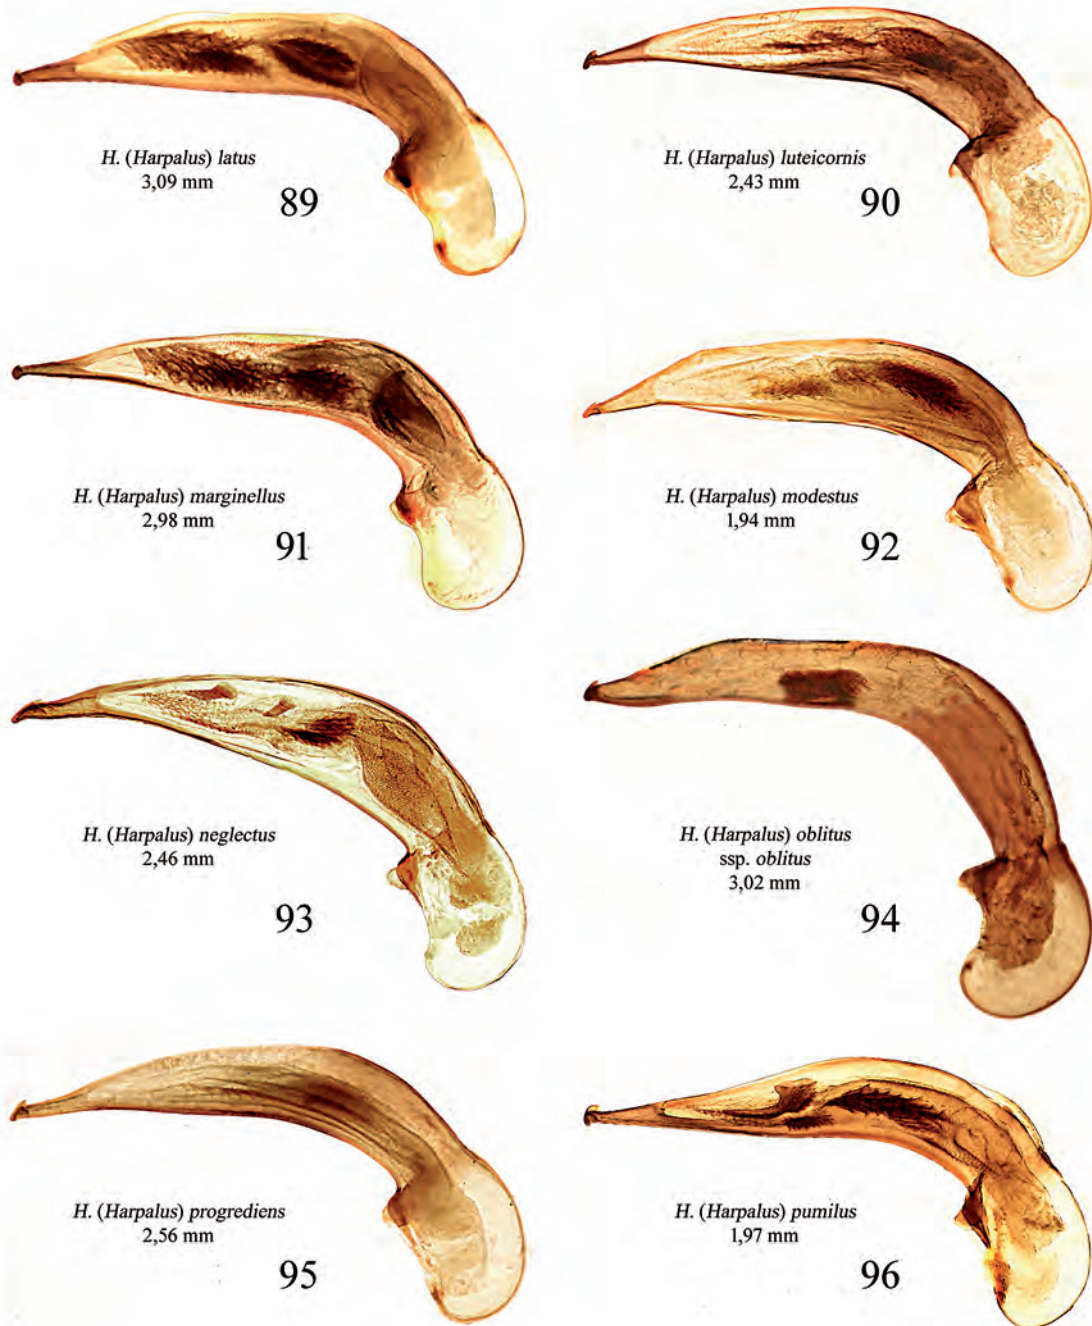 H. (Harpalus) latus
3,09 mm
89
H. (Harpalus) luteicornis
2,43 mm
90
H. (Harpalus) marginellus
2,98 mm
91
H. (Harpalus) modestus
1,94 mm
92
H. (Harpalus) neglectus
2,46 mm
93
H. (Harpalus) oblitus
ssp. oblitus
3,02 mm
94
H. (Harpalus) progrediens
2,56 mm
95
H. (Harpalus) pumilus
1,97 mm
96